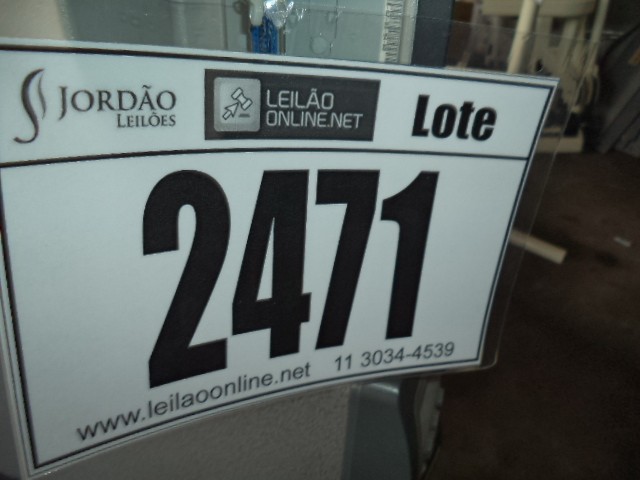 JORDÃO
LEILÕES
LEILÃO
ONLINE.NET
Lote
2471
www.leilaoonline.net 11 3034-4539